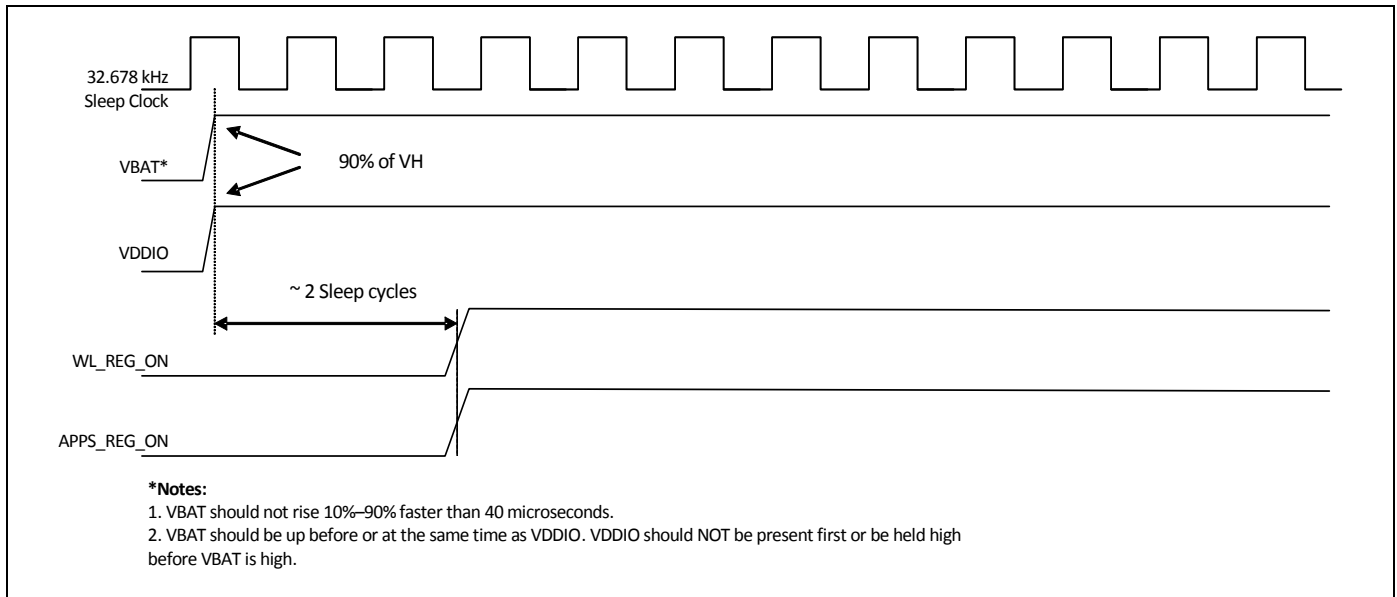 32.678 kHz
Sleep Clock
VBAT*
90% of VH
VDDIO
~ 2 Sleep cycles
WL_REG_ON
APPS_REG_ON
*Notes:
1. VBAT should not rise 10%–90% faster than 40 microseconds.
2. VBAT should be up before or at the same time as VDDIO. VDDIO should NOT be present first or be held high
before VBAT is high.